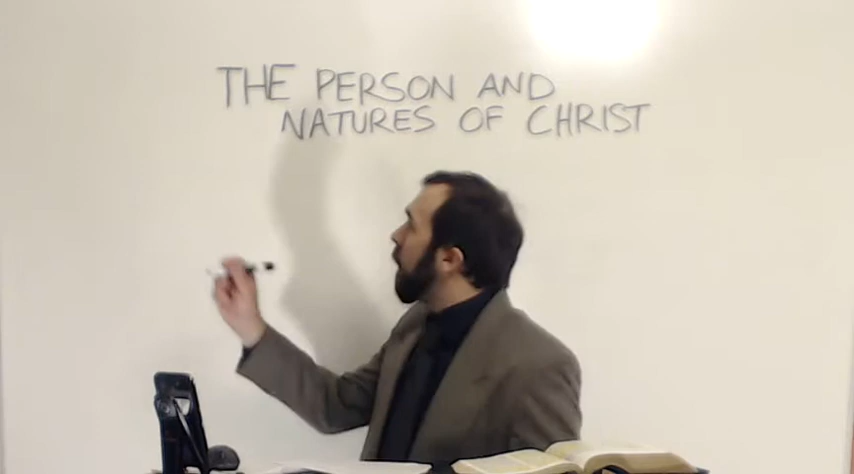 THE PERSON AND
NATURES OF CHRIST